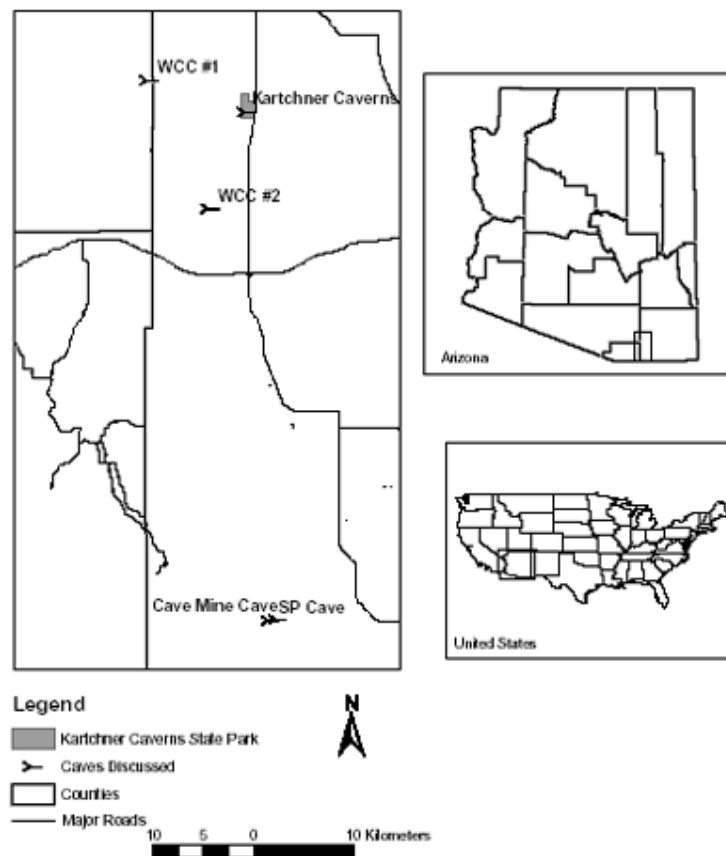 WCC #1
Kartchner Caverns
WCC #2
Cave Mine Cave SP Cave
Arizona
United States
Legend
Kartchner Caverns State Park
Caves Discussed
Counties
Major Roads
N
10 5 0 10 Kilometers